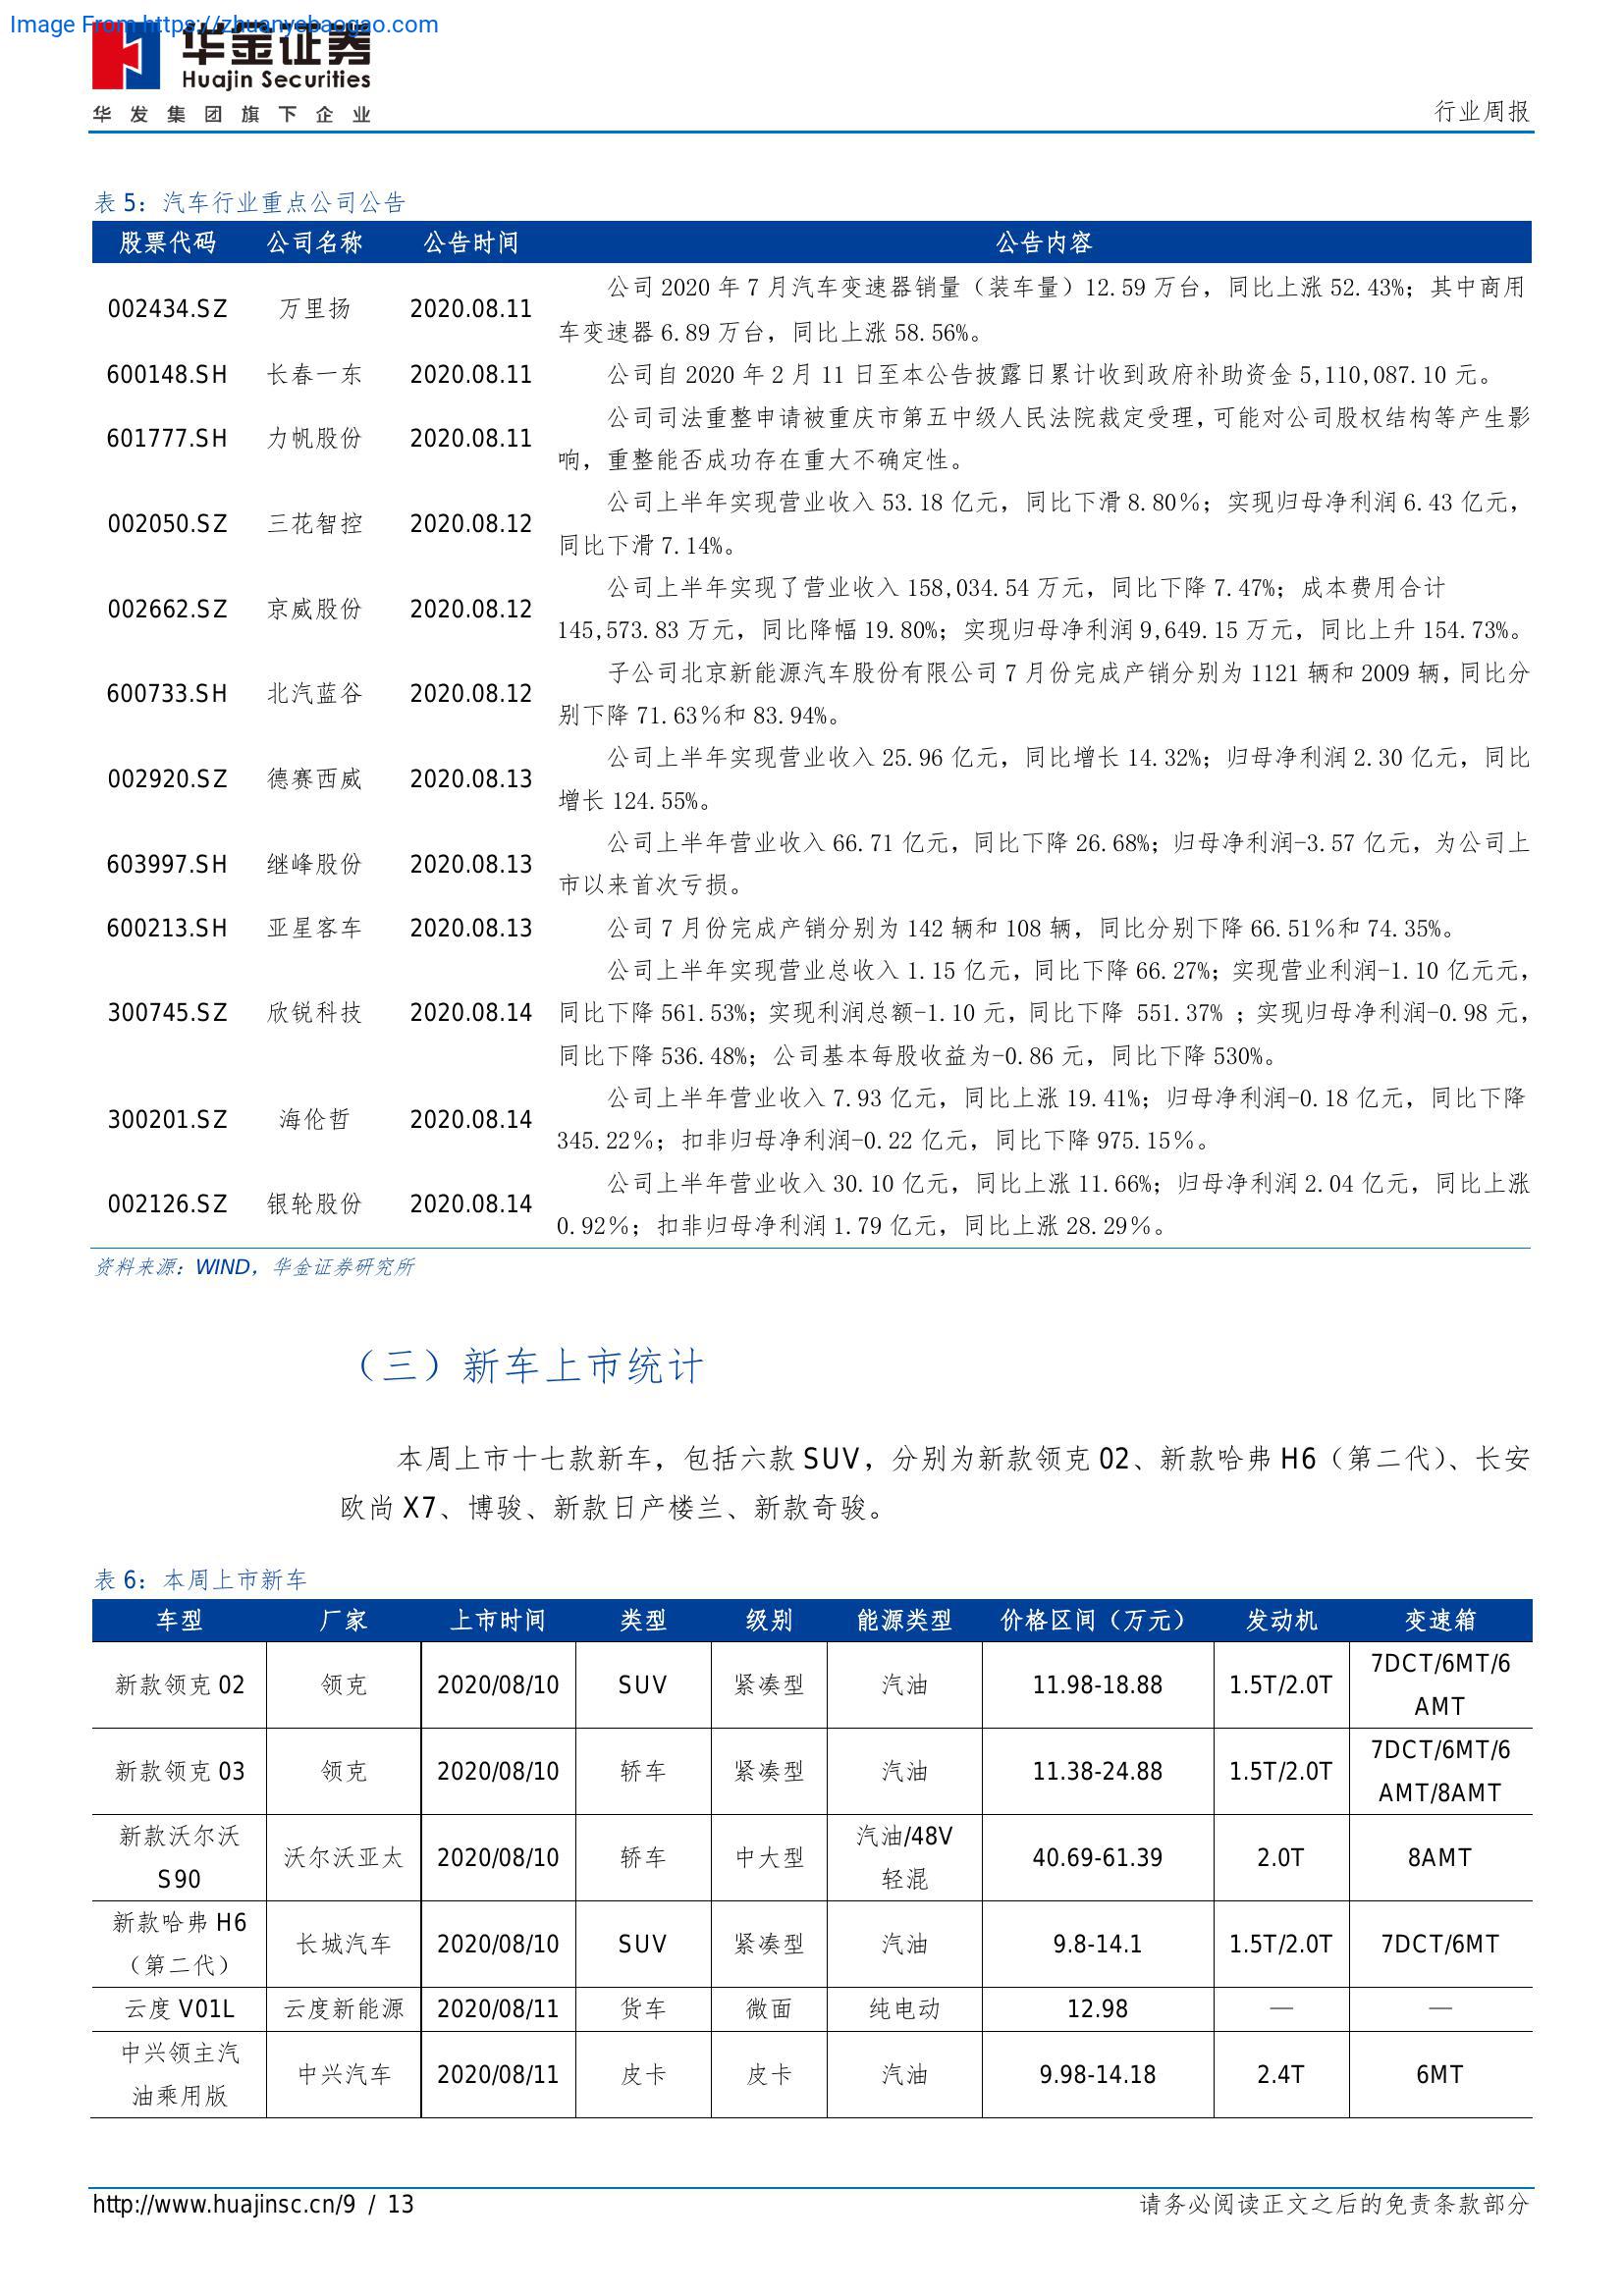 Image From https://zhuanyebaogao.com
华金证券
Huajin Securities
华发集团旗下企业
行业周报
表 5：汽车行业重点公司公告
股票代码 公司名称 公告时间 公告内容
002434.SZ 万里扬 2020.08.11 公司 2020 年 7 月汽车变速器销量（装车量）12.59 万台，同比上涨 52.43%；其中商用
车变速器 6.89 万台，同比上涨 58.56%。
600148.SH 长春一东 2020.08.11 公司自 2020 年 2 月 11 日至本公告披露日累计收到政府补助资金 5,110,087.10 元。
601777.SH 力帆股份 2020.08.11 公司司法重整申请被重庆市第五中级人民法院裁定受理，可能对公司股权结构等产生影
响，重整能否成功存在重大不确定性。
002050.SZ 三花智控 2020.08.12 公司上半年实现营业收入 53.18 亿元，同比下滑 8.80％；实现归母净利润 6.43 亿元，
同比下滑 7.14%。
002662.SZ 京威股份 2020.08.12 公司上半年实现了营业收入 158,034.54 万元，同比下降 7.47%；成本费用合计
145,573.83 万元，同比降幅 19.80%；实现归母净利润 9,649.15 万元，同比上升 154.73%。
600733.SH 北汽蓝谷 2020.08.12 子公司北京新能源汽车股份有限公司 7 月份完成产销分别为 1121 辆和 2009 辆，同比分
别下降 71.63％和 83.94%。
002920.SZ 德赛西威 2020.08.13 公司上半年实现营业收入 25.96 亿元，同比增长 14.32%；归母净利润 2.30 亿元，同比
增长 124.55%。
603997.SH 继峰股份 2020.08.13 公司上半年营业收入 66.71 亿元，同比下降 26.68%；归母净利润-3.57 亿元，为公司上
市以来首次亏损。
600213.SH 亚星客车 2020.08.13 公司 7 月份完成产销分别为 142 辆和 108 辆，同比分别下降 66.51％和 74.35%。
300745.SZ 欣锐科技 2020.08.14 公司上半年实现营业总收入 1.15 亿元，同比下降 66.27%；实现营业利润-1.10 亿元元，
同比下降 561.53%；实现利润总额-1.10 元，同比下降 551.37% ；实现归母净利润-0.98 元，
同比下降 536.48%；公司基本每股收益为-0.86 元，同比下降 530%。
300201.SZ 海伦哲 2020.08.14 公司上半年营业收入 7.93 亿元，同比上涨 19.41%；归母净利润-0.18 亿元，同比下降
345.22％；扣非归母净利润-0.22 亿元，同比下降 975.15％。
002126.SZ 银轮股份 2020.08.14 公司上半年营业收入 30.10 亿元，同比上涨 11.66%；归母净利润 2.04 亿元，同比上涨
0.92％；扣非归母净利润 1.79 亿元，同比上涨 28.29％。
资料来源：WIND，华金证券研究所
（三）新车上市统计
本周上市十七款新车，包括六款 SUV，分别为新款领克 02、新款哈弗 H6（第二代）、长安
欧尚 X7、博骏、新款日产楼兰、新款奇骏。
表 6：本周上市新车
车型 厂家 上市时间 类型 级别 能源类型 价格区间（万元） 发动机 变速箱
新款领克 02 领克 2020/08/10 SUV 紧凑型 汽油 11.98-18.88 1.5T/2.0T 7DCT/6MT/6
AMT
新款领克 03 领克 2020/08/10 轿车 紧凑型 汽油 11.38-24.88 1.5T/2.0T 7DCT/6MT/6
AMT/8AMT
新款沃尔沃 沃尔沃亚太 2020/08/10 轿车 中大型 汽油/48V 40.69-61.39 2.0T 8AMT
S90 轻混
新款哈弗 H6 长城汽车 2020/08/10 SUV 紧凑型 汽油 9.8-14.1 1.5T/2.0T 7DCT/6MT
（第二代）
云度 V01L 云度新能源 2020/08/11 货车 微面 纯电动 12.98 — —
中兴领主汽 中兴汽车 2020/08/11 皮卡 皮卡 汽油 9.98-14.18 2.4T 6MT
油乘用版
http://www.huajinsc.cn/9 / 13
请务必阅读正文之后的免责条款部分